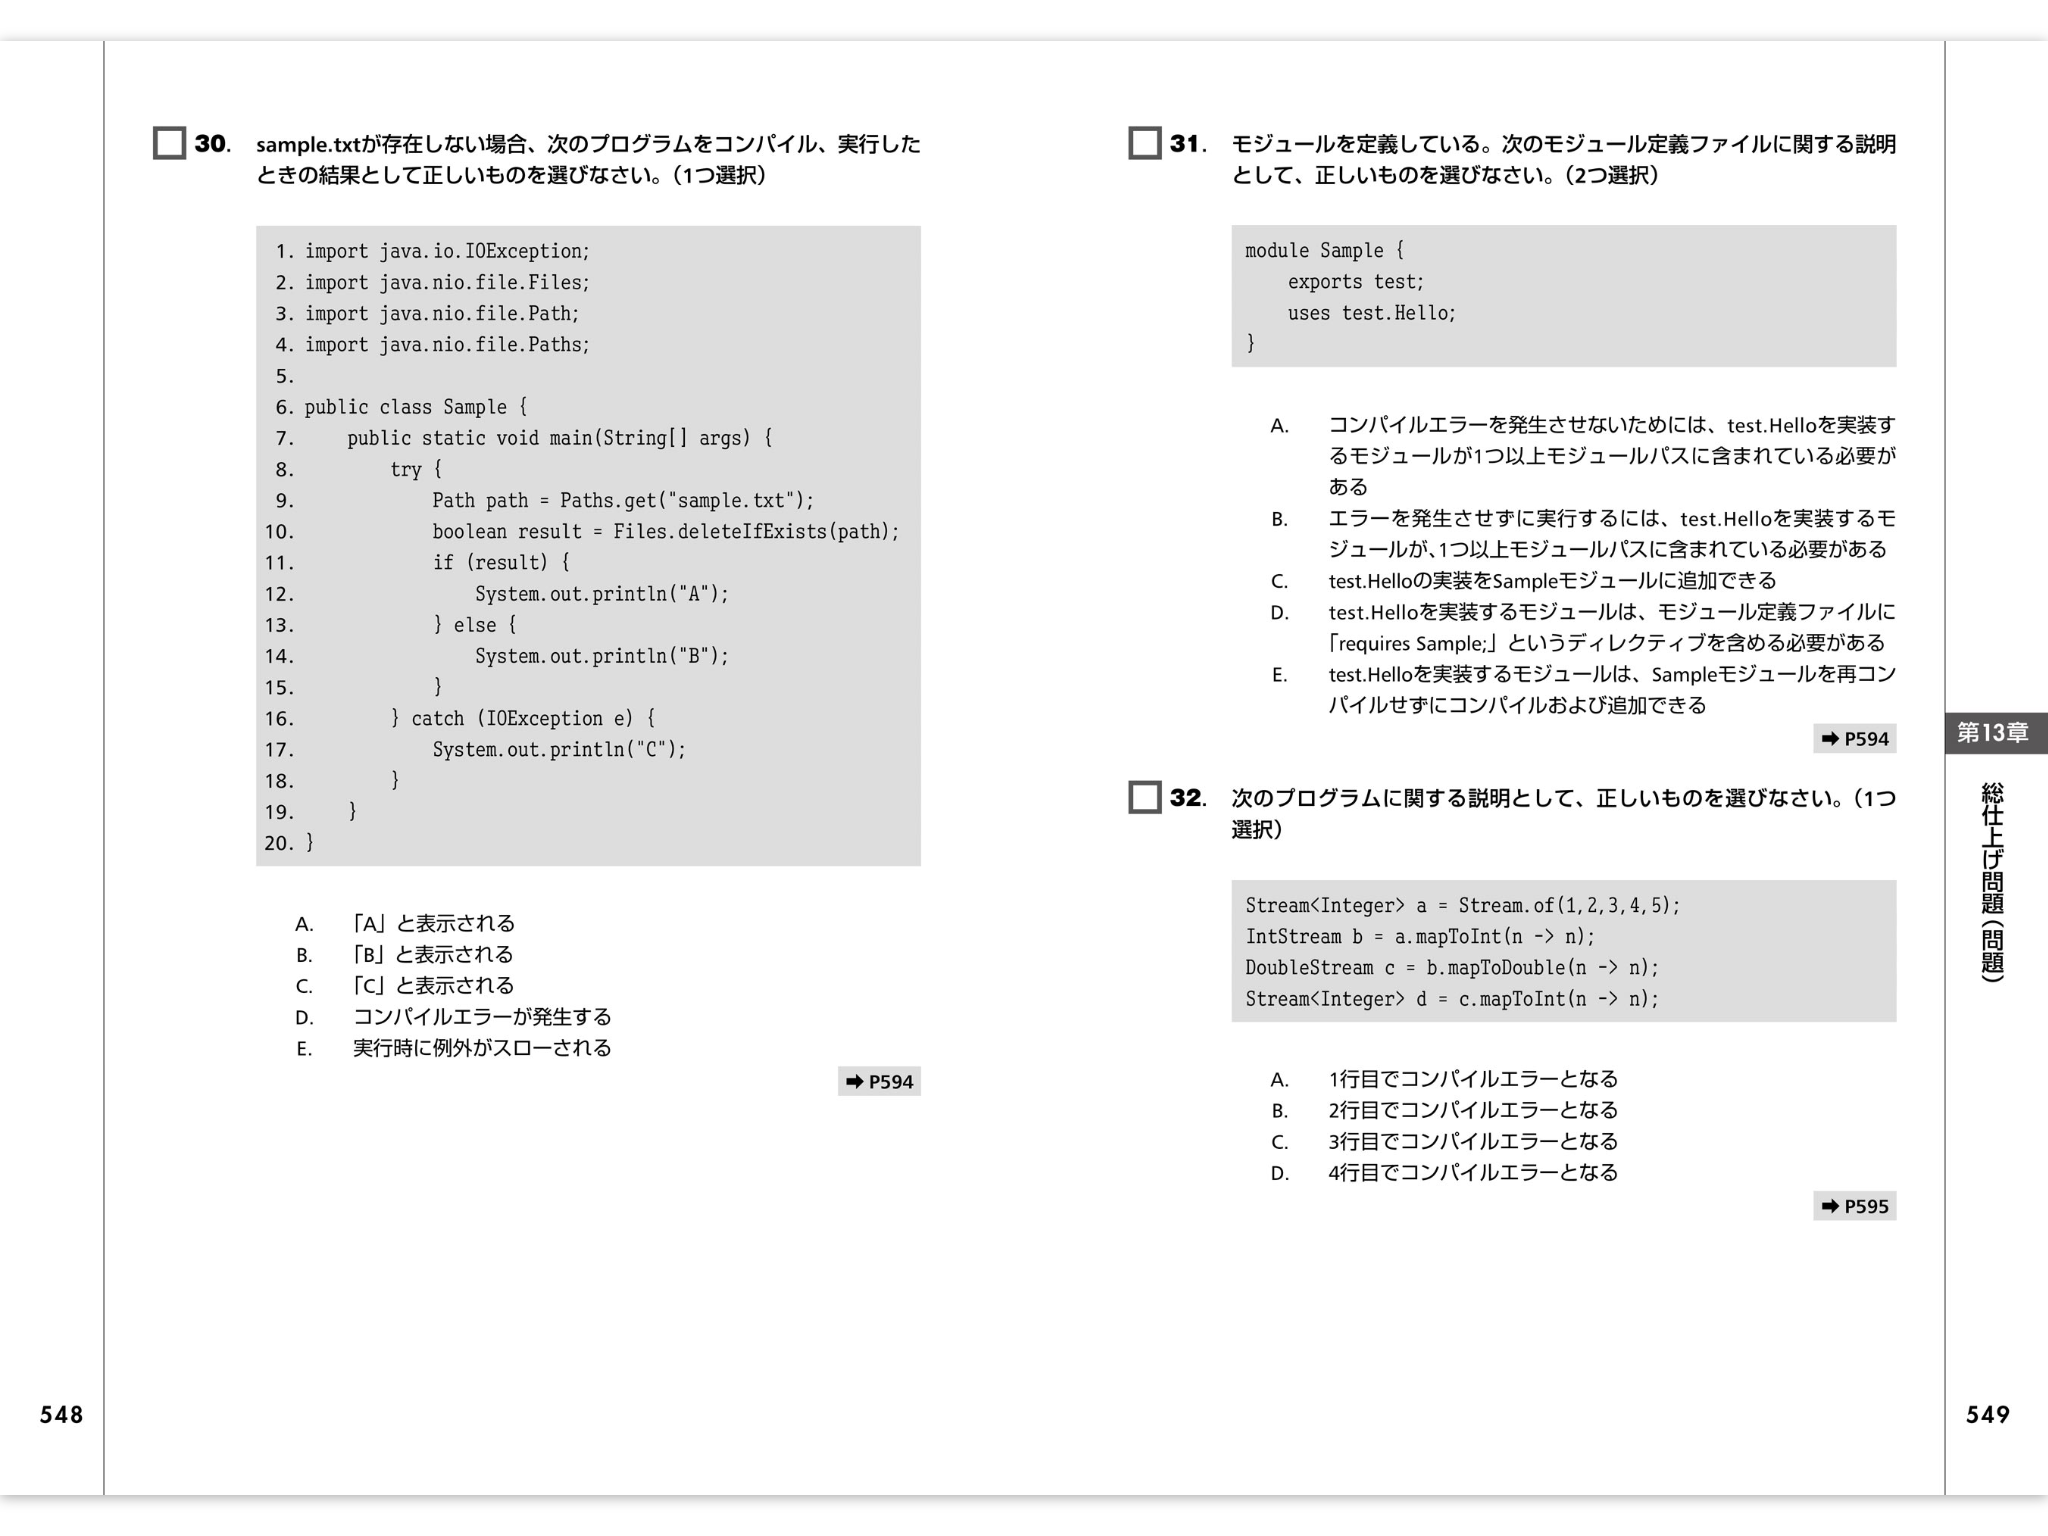 30. sample.txtが存在しない場合、次のプログラムをコンパイル、実行した
ときの結果として正しいものを選びなさい。（1つ選択）
1. import java.io.IOException;
2. import java.nio.file.Files;
3. import java.nio.file.Path;
4. import java.nio.file.Paths;
5.
6. public class Sample {
7.     public static void main(String[] args) {
8.         try {
9.             Path path = Paths.get("sample.txt");
10.             boolean result = Files.deleteIfExists(path);
11.             if (result) {
12.                 System.out.println("A");
13.             } else {
14.                 System.out.println("B");
15.             }
16.         } catch (IOException e) {
17.             System.out.println("C");
18.         }
19.     }
20. }
A. 「A」と表示される
B. 「B」と表示される
C. 「C」と表示される
D. コンパイルエラーが発生する
E. 実行時に例外がスローされる
➡ P594
548
31. モジュールを定義している。次のモジュール定義ファイルに関する説明
として、正しいものを選びなさい。（2つ選択）
module Sample {
    exports test;
    uses test.Hello;
}
A. コンパイルエラーを発生させないためには、test.Helloを実装す
るモジュールが1つ以上モジュールパスに含まれている必要が
ある
B. エラーを発生させずに実行するには、test.Helloを実装するモ
ジュールが、1つ以上モジュールパスに含まれている必要がある
C. test.Helloの実装をSampleモジュールに追加できる
D. test.Helloを実装するモジュールは、モジュール定義ファイルに
「requires Sample;」というディレクティブを含める必要がある
E. test.Helloを実装するモジュールは、Sampleモジュールを再コン
パイルせずにコンパイルおよび追加できる
➡ P594
32. 次のプログラムに関する説明として、正しいものを選びなさい。（1つ
選択）
Stream<Integer> a = Stream.of(1,2,3,4,5);
IntStream b = a.mapToInt(n -> n);
DoubleStream c = b.mapToDouble(n -> n);
Stream<Integer> d = c.mapToInt(n -> n);
A. 1行目でコンパイルエラーとなる
B. 2行目でコンパイルエラーとなる
C. 3行目でコンパイルエラーとなる
D. 4行目でコンパイルエラーとなる
➡ P595
第13章
総仕上げ問題（問題）
549